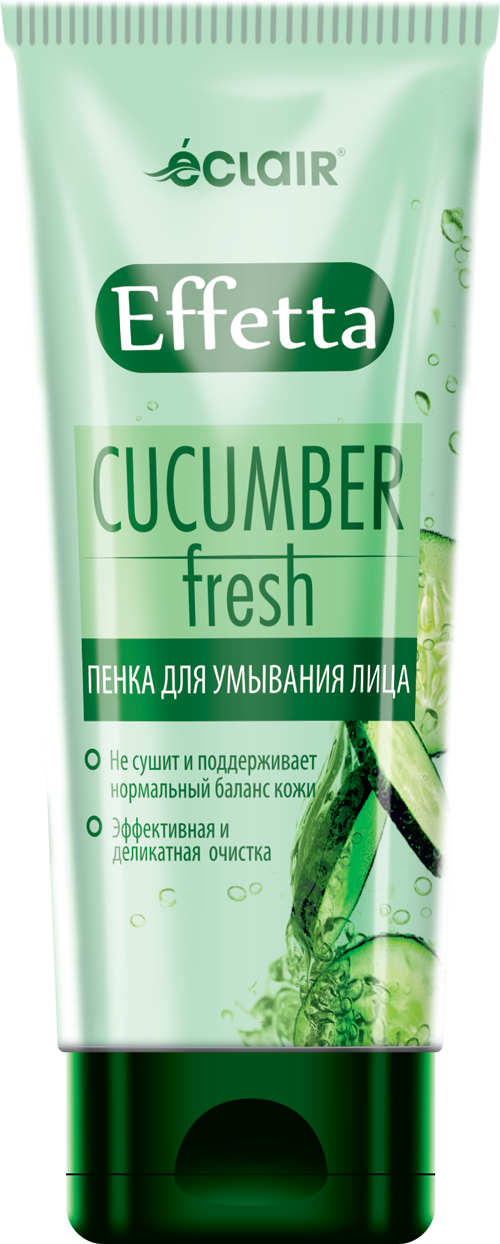 éCLAIR®
Effetta
CUCUMBER
fresh
ПЕНКА ДЛЯ УМЫВАНИЯ ЛИЦА
Не сушит и поддерживает
нормальный баланс кожи
Эффективная и
деликатная очистка